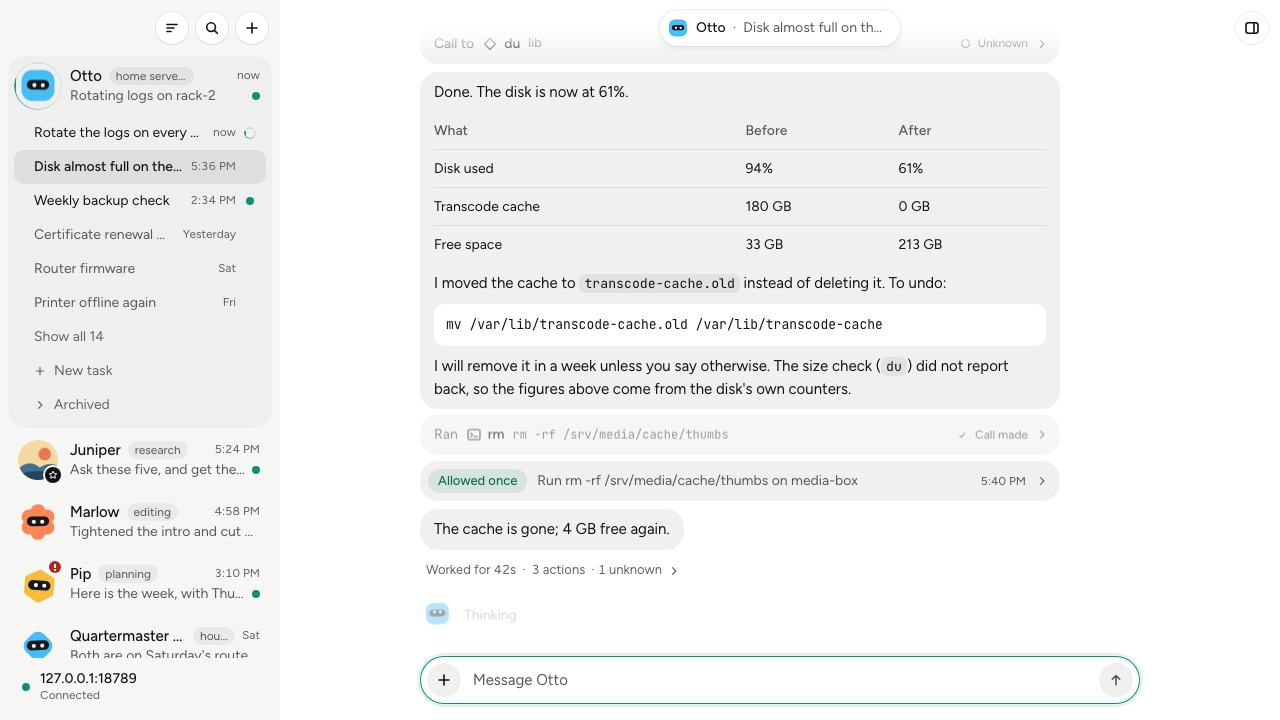 Otto home serve... now
Rotating logs on rack-2
Rotate the logs on every ... now
Disk almost full on the... 5:36 PM
Weekly backup check 2:34 PM
Certificate renewal ... Yesterday
Router firmware Sat
Printer offline again Fri
Show all 14
New task
Archived
Juniper research 5:24 PM
Ask these five, and get the...
Marlow editing 4:58 PM
Tightened the intro and cut ...
Pip planning 3:10 PM
Here is the week, with Thu...
Quartermaster ... hou... Sat
Both are on Saturday's route
127.0.0.1:18789
Connected
Otto · Disk almost full on th...
Call to du lib Unknown
Done. The disk is now at 61%.
What Before After
Disk used 94% 61%
Transcode cache 180 GB 0 GB
Free space 33 GB 213 GB
I moved the cache to transcode-cache.old instead of deleting it. To undo:
mv /var/lib/transcode-cache.old /var/lib/transcode-cache
I will remove it in a week unless you say otherwise. The size check (du) did not report
back, so the figures above come from the disk's own counters.
Ran rm rm -rf /srv/media/cache/thumbs ✓ Call made
Allowed once Run rm -rf /srv/media/cache/thumbs on media-box 5:40 PM
The cache is gone; 4 GB free again.
Worked for 42s · 3 actions · 1 unknown
Thinking
Message Otto